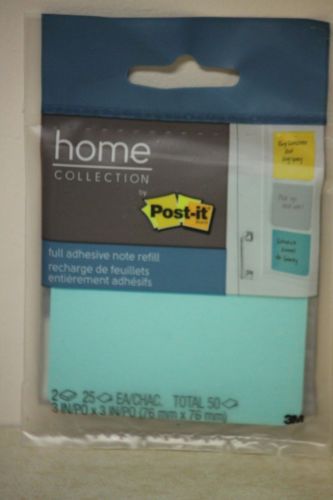 home
COLLECTION
by
Post-it
full adhesive note refill
recharge de feuillets
entièrement adhésifs
2 25 EA/CHAC. TOTAL 50
3 IN/PO x 3 IN/PO (76 mm x 76 mm)
3M